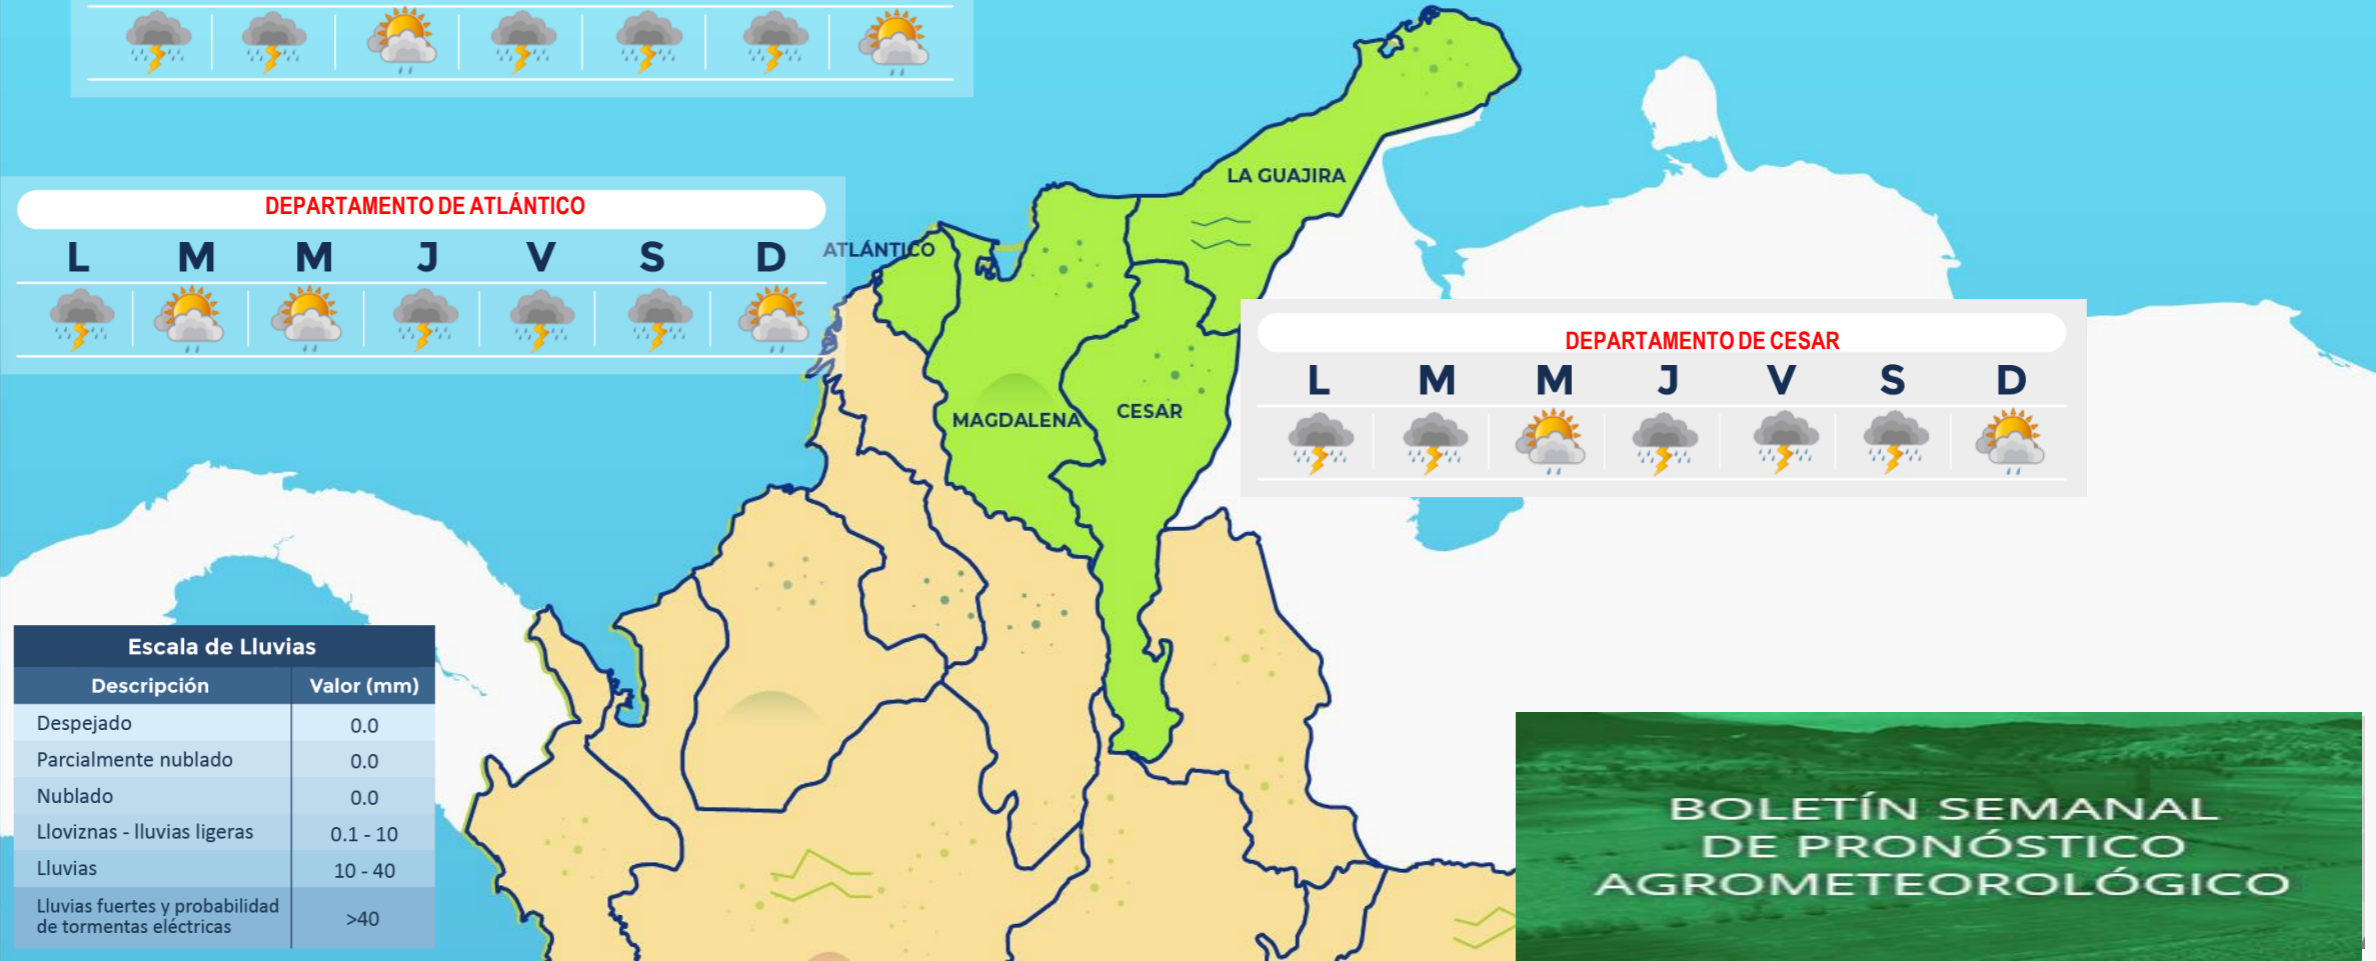 DEPARTAMENTO DE ATLÁNTICO
L M M J V S D
LA GUAJIRA
ATLÁNTICO
MAGDALENA
CESAR
DEPARTAMENTO DE CESAR
L M M J V S D
Escala de Lluvias
Descripción Valor (mm)
Despejado 0.0
Parcialmente nublado 0.0
Nublado 0.0
Lloviznas - lluvias ligeras 0.1 - 10
Lluvias 10 - 40
Lluvias fuertes y probabilidad
de tormentas eléctricas >40
BOLETÍN SEMANAL
DE PRONÓSTICO
AGROMETEOROLÓGICO